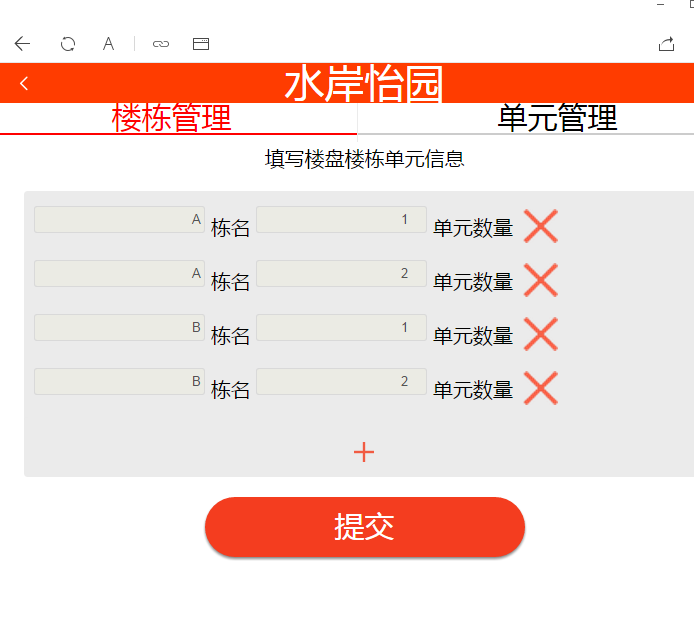 A
水岸怡园
楼栋管理 单元管理
填写楼盘楼栋单元信息
A 栋名 1 单元数量
A 栋名 2 单元数量
B 栋名 1 单元数量
B 栋名 2 单元数量
提交